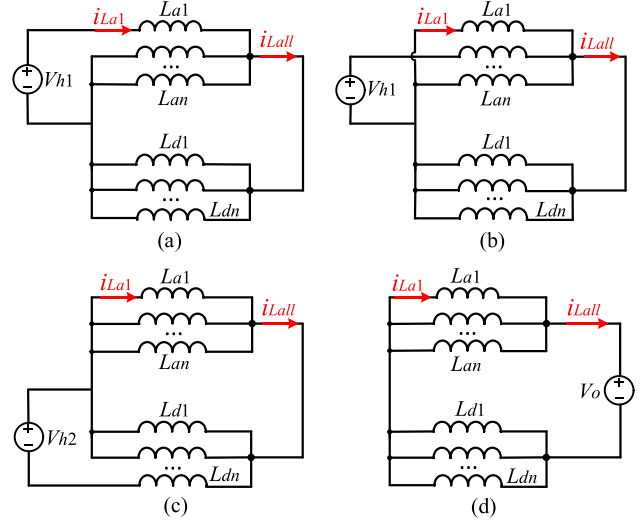 iLa1 La1 iLall
Vh1 ...
Lan
Ld1
...
Ldn
(a)
iLa1 La1 iLall
Vh1 ...
Lan
Ld1
...
Ldn
(b)
iLa1 La1 iLall
...
Lan
Vh2 Ld1
...
Ldn
(c)
iLa1 La1 iLall
...
Lan
Vo
Ld1
...
Ldn
(d)